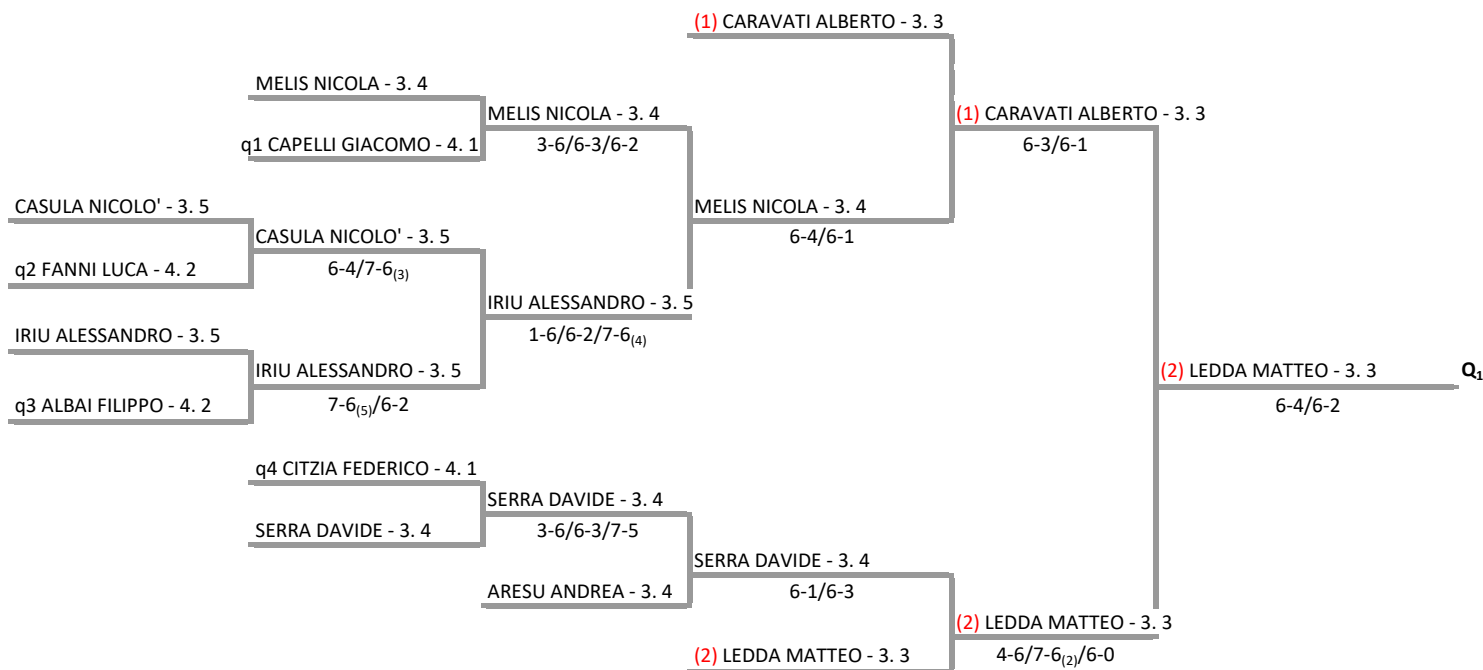 (1) CARAVATI ALBERTO - 3. 3
MELIS NICOLA - 3. 4
MELIS NICOLA - 3. 4
(1) CARAVATI ALBERTO - 3. 3
3-6/6-3/6-2
6-3/6-1
q1 CAPELLI GIACOMO - 4. 1
CASULA NICOLO' - 3. 5
MELIS NICOLA - 3. 4
CASULA NICOLO' - 3. 5
6-4/6-1
q2 FANNI LUCA - 4. 2
6-4/7-6(3)
IRIU ALESSANDRO - 3. 5
IRIU ALESSANDRO - 3. 5
1-6/6-2/7-6(4)
IRIU ALESSANDRO - 3. 5
(2) LEDDA MATTEO - 3. 3
Q1
6-4/6-2
q3 ALBAI FILIPPO - 4. 2
7-6(5)/6-2
q4 CITZIA FEDERICO - 4. 1
SERRA DAVIDE - 3. 4
SERRA DAVIDE - 3. 4
3-6/6-3/7-5
SERRA DAVIDE - 3. 4
ARESU ANDREA - 3. 4
6-1/6-3
(2) LEDDA MATTEO - 3. 3
(2) LEDDA MATTEO - 3. 3
4-6/7-6(2)/6-0